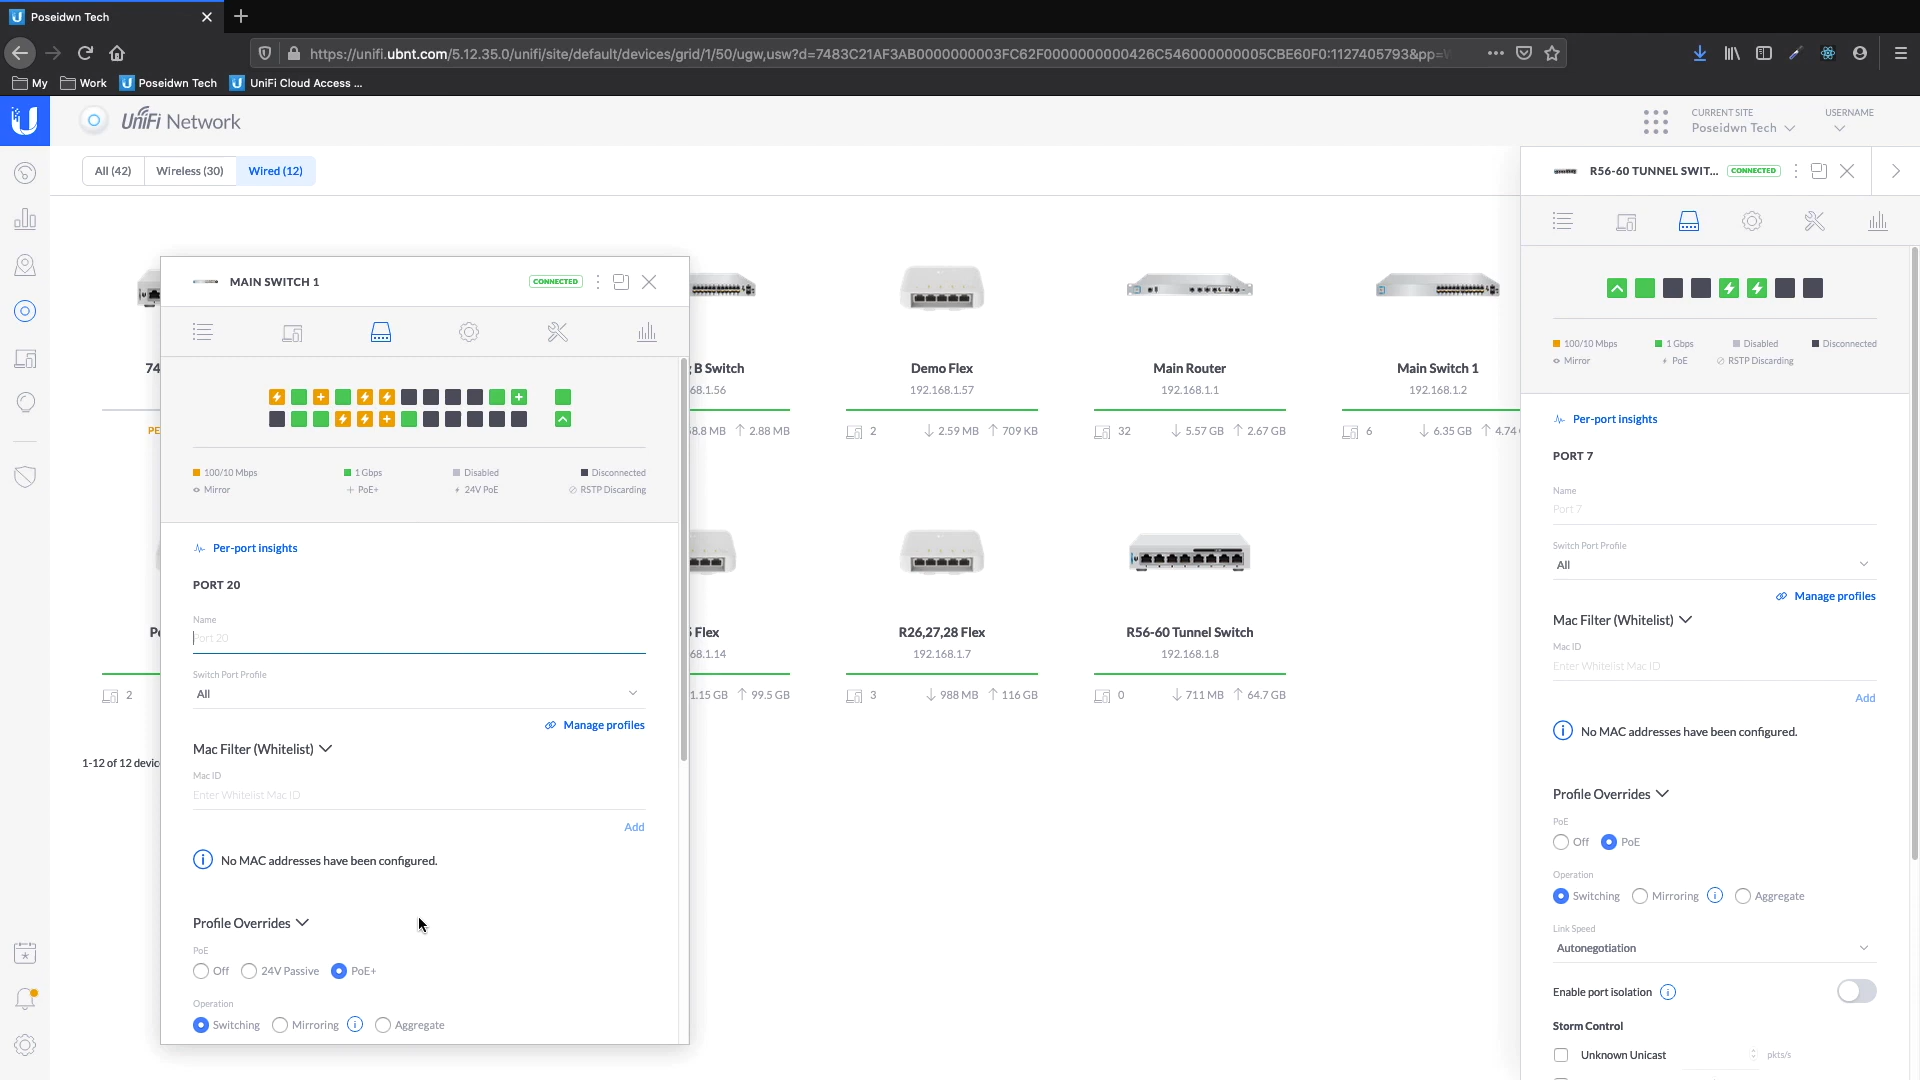 Poseidwn Tech
https://unifi.ubnt.com/5.12.35.0/unifi/site/default/devices/grid/1/50/ugw,usw?d=7483C21AF3AB0000000003FC62F0000000000426C546000000005CBE60F0:1127405793&pp=
My
Work
Poseidwn Tech
UniFi Cloud Access ...
UniFi Network
CURRENT SITE
Poseidwn Tech
USERNAME
All (42)
Wireless (30)
Wired (12)
74
PE
B Switch
68.1.56
58.8 MB
2.88 MB
Demo Flex
192.168.1.57
2
2.59 MB
709 KB
Main Router
192.168.1.1
32
5.57 GB
2.67 GB
Main Switch 1
192.168.1.2
6
6.35 GB
4.74
Po
2
Flex
68.1.14
1.15 GB
99.5 GB
R26,27,28 Flex
192.168.1.7
3
988 MB
116 GB
R56-60 Tunnel Switch
192.168.1.8
0
711 MB
64.7 GB
1-12 of 12 devic
MAIN SWITCH 1
CONNECTED
100/10 Mbps
1 Gbps
Disabled
Disconnected
Mirror
PoE+
24V PoE
RSTP Discarding
Per-port insights
PORT 20
Name
Port 20
Switch Port Profile
All
Manage profiles
Mac Filter (Whitelist)
Mac ID
Enter Whitelist Mac ID
Add
No MAC addresses have been configured.
Profile Overrides
PoE
Off
24V Passive
PoE+
Operation
Switching
Mirroring
Aggregate
R56-60 TUNNEL SWIT...
CONNECTED
100/10 Mbps
1 Gbps
Disabled
Disconnected
Mirror
PoE
RSTP Discarding
Per-port insights
PORT 7
Name
Port 7
Switch Port Profile
All
Manage profiles
Mac Filter (Whitelist)
Mac ID
Enter Whitelist Mac ID
Add
No MAC addresses have been configured.
Profile Overrides
PoE
Off
PoE
Operation
Switching
Mirroring
Aggregate
Link Speed
Autonegotiation
Enable port isolation
Storm Control
Unknown Unicast
pkts/s